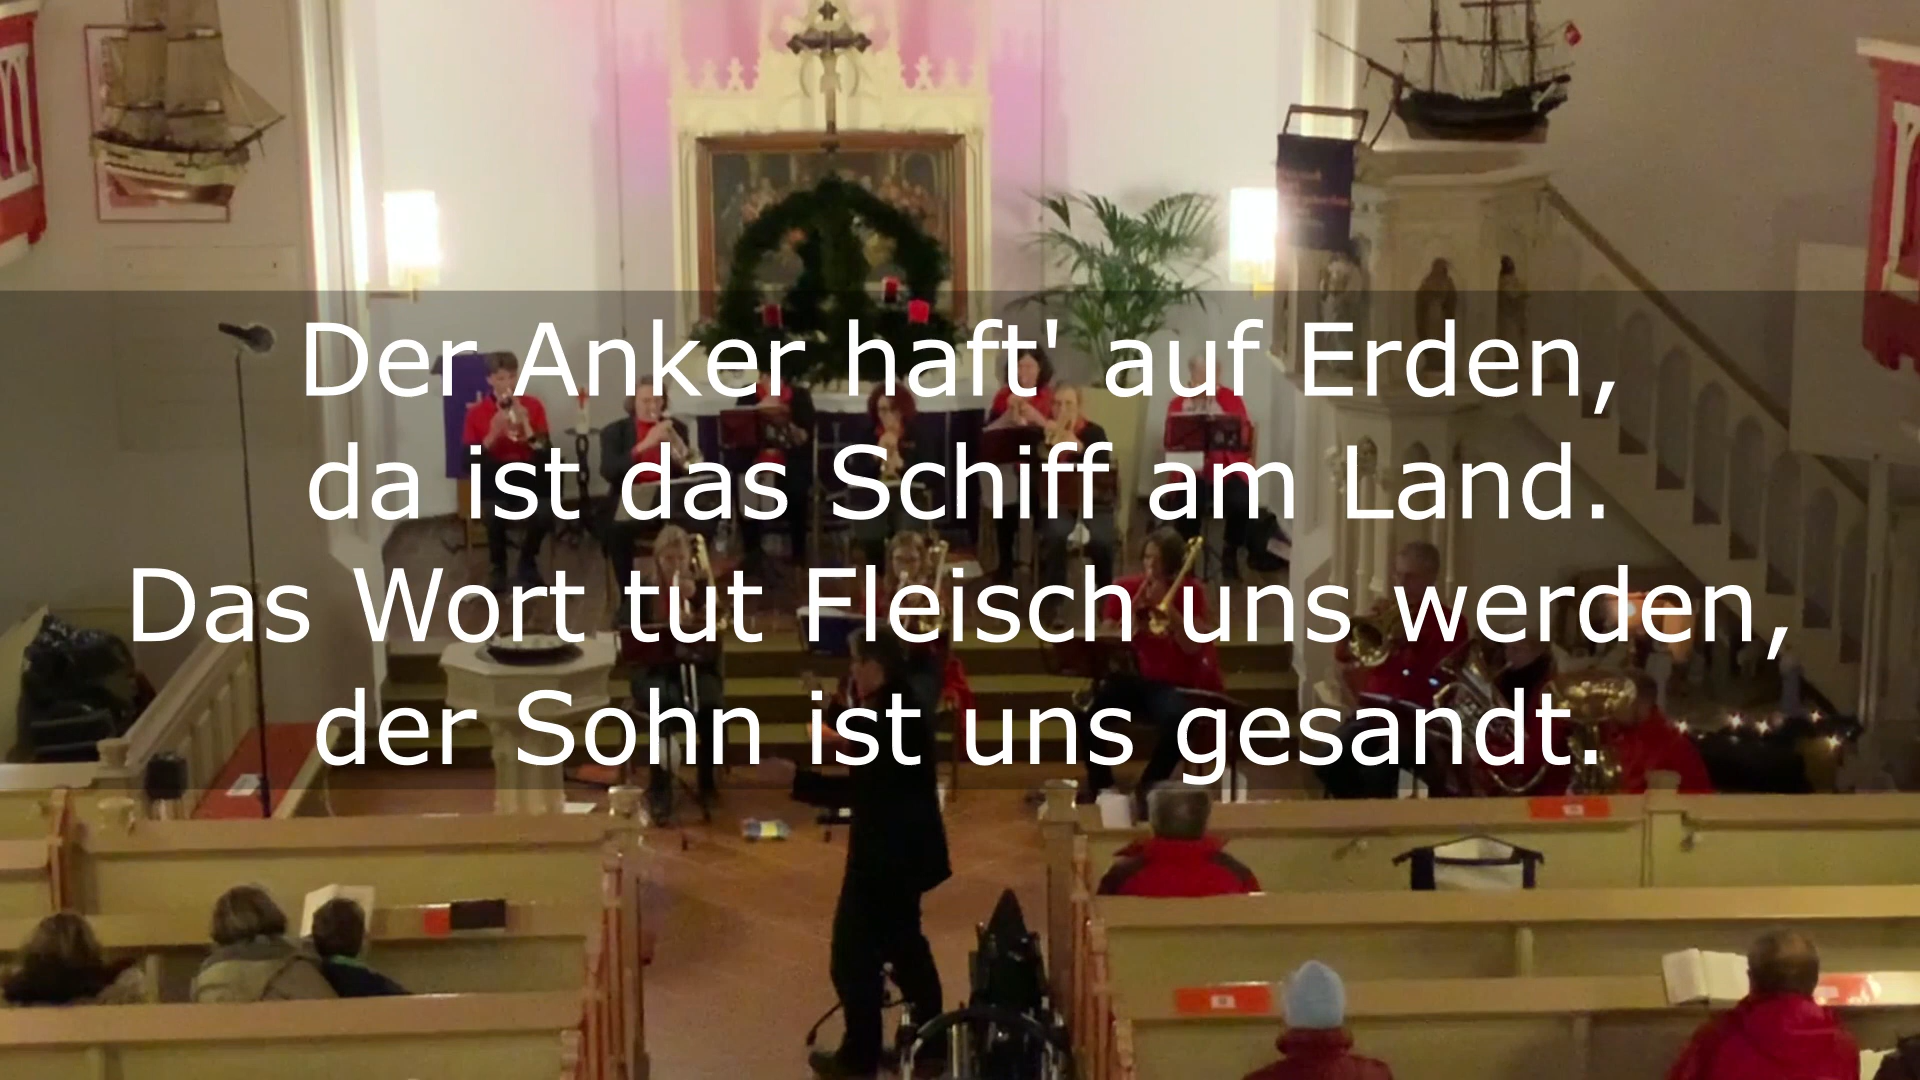 Der Anker haft' auf Erden,
da ist das Schiff am Land.
Das Wort tut Fleisch uns werden,
der Sohn ist uns gesandt.